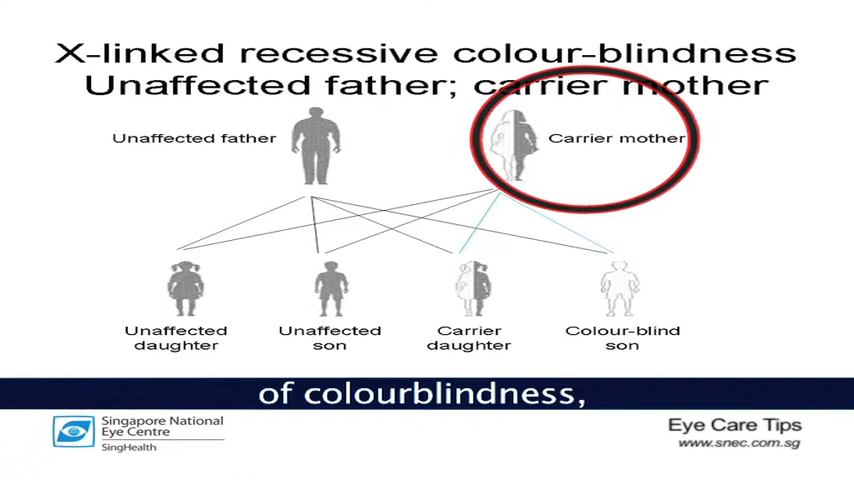 X-linked recessive colour-blindness
Unaffected father; carrier mother
Unaffected father
Carrier mother
Unaffected
daughter
Unaffected
son
Carrier
daughter
Colour-blind
son
of colourblindness,
Singapore National
Eye Centre
SingHealth
Eye Care Tips
www.snec.com.sg